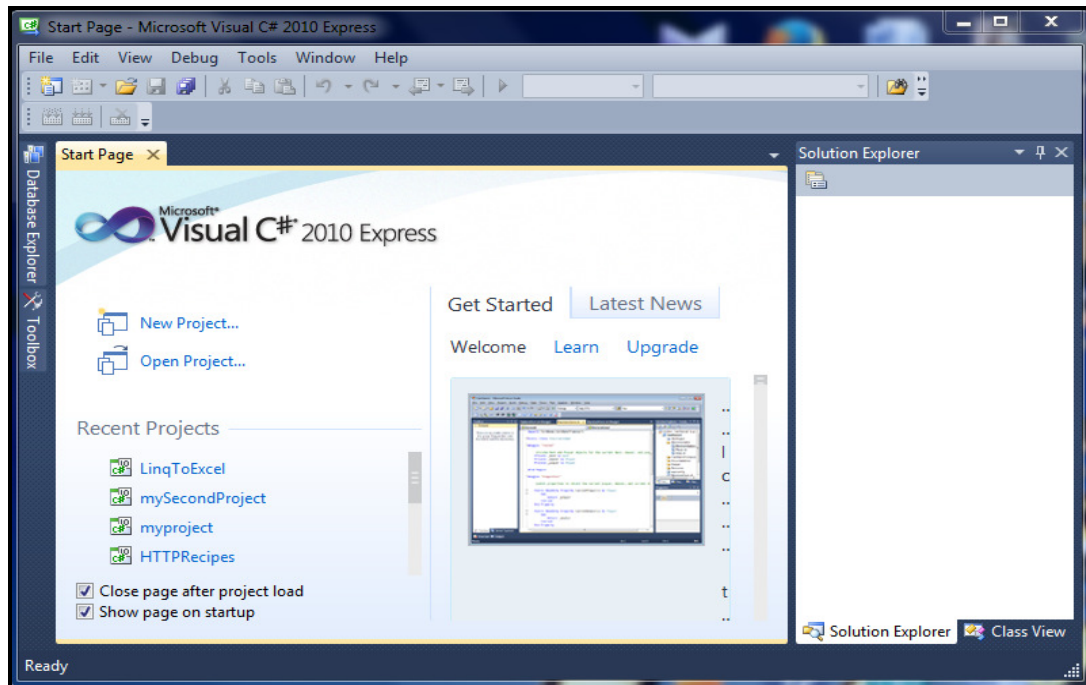 Start Page - Microsoft Visual C# 2010 Express
File Edit View Debug Tools Window Help
Database Explorer
Toolbox
Start Page
Microsoft
Visual C# 2010 Express
New Project...
Open Project...
Recent Projects
LinqToExcel
mySecondProject
myproject
HTTPRecipes
Close page after project load
Show page on startup
Get Started Latest News
Welcome Learn Upgrade
Solution Explorer
Solution Explorer Class View
Ready